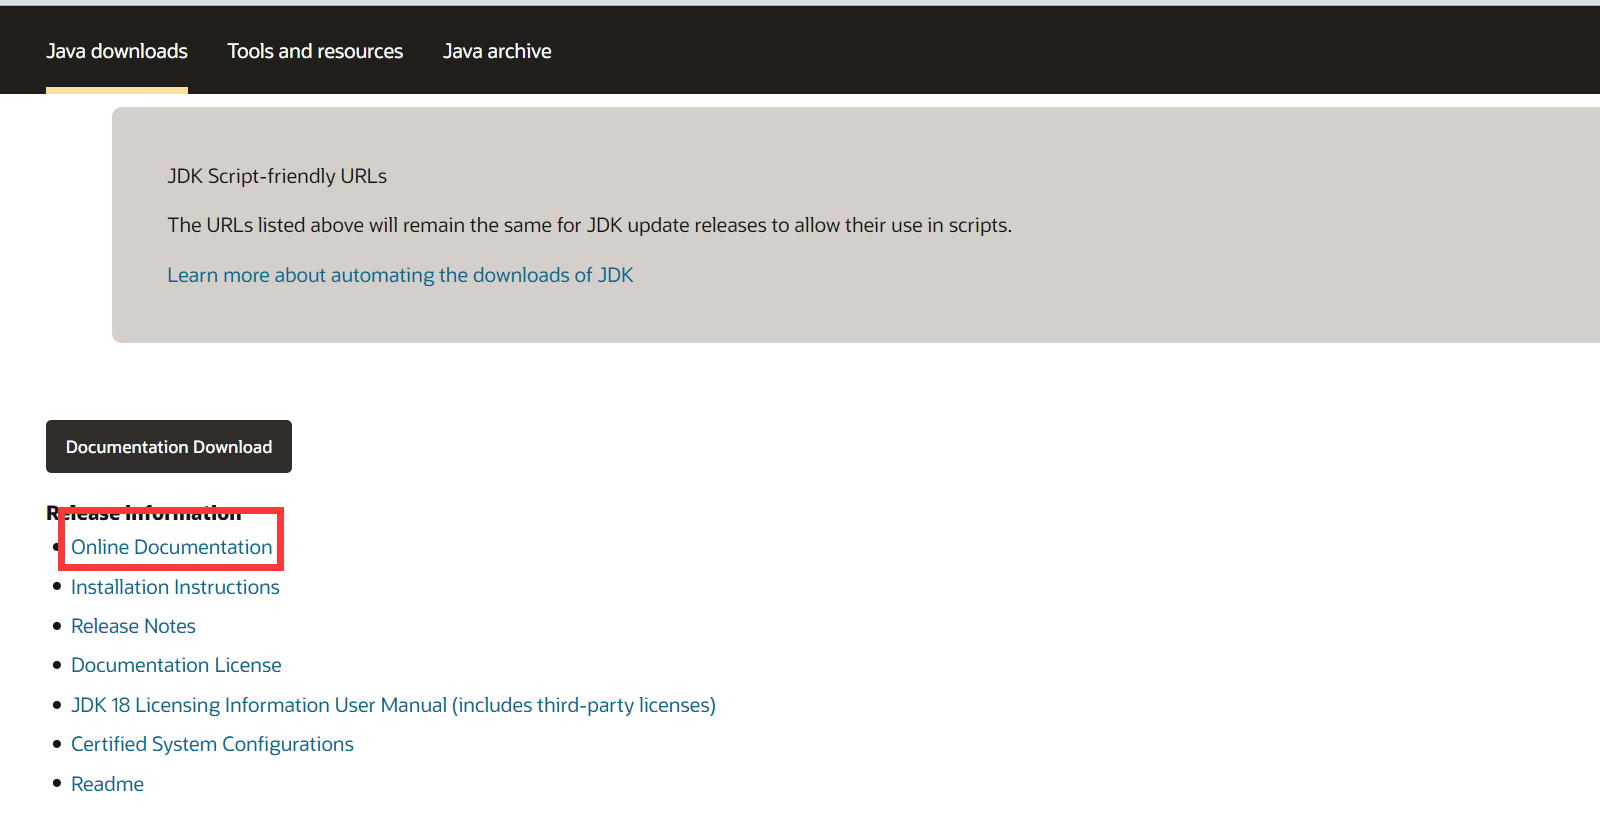 Java downloads Tools and resources Java archive
JDK Script-friendly URLs
The URLs listed above will remain the same for JDK update releases to allow their use in scripts.
Learn more about automating the downloads of JDK
Documentation Download
Release Information
Online Documentation
Installation Instructions
Release Notes
Documentation License
JDK 18 Licensing Information User Manual (includes third-party licenses)
Certified System Configurations
Readme